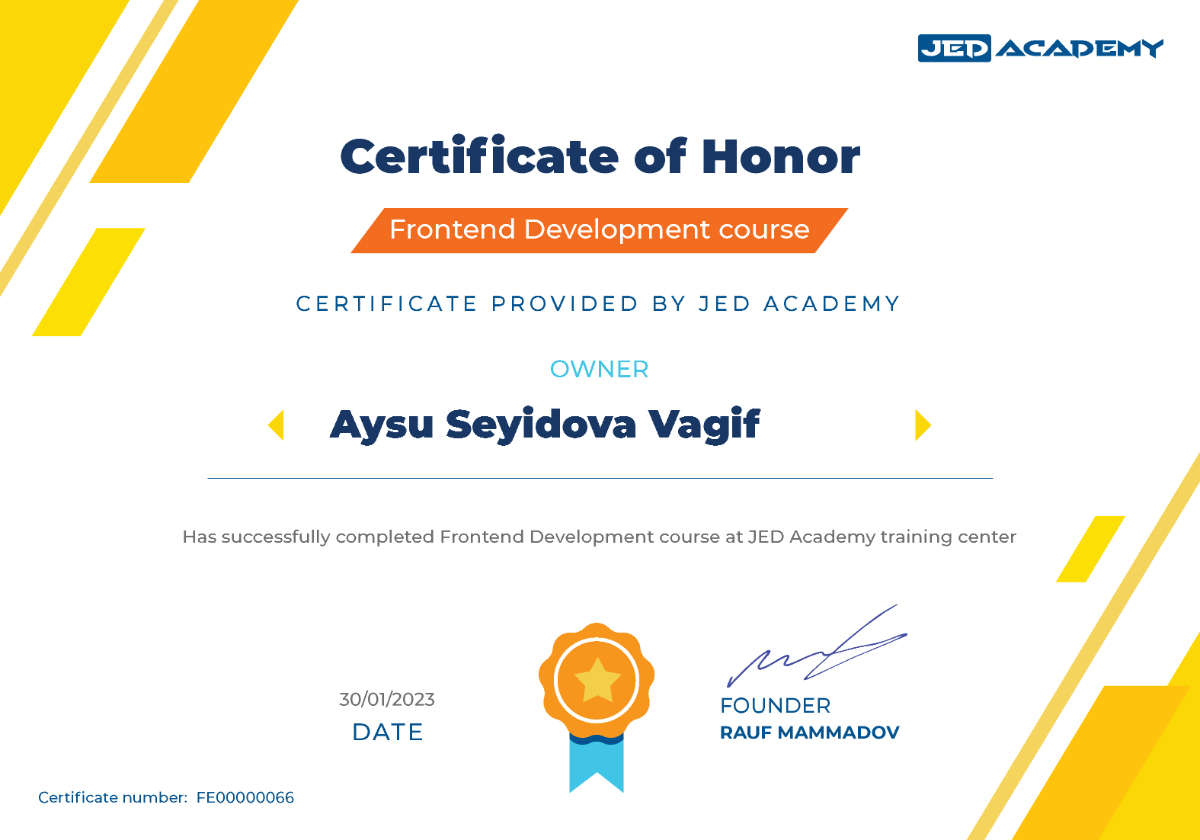 JED ACADEMY
Certificate of Honor
Frontend Development course
CERTIFICATE PROVIDED BY JED ACADEMY
OWNER
Aysu Seyidova Vagif
Has successfully completed Frontend Development course at JED Academy training center
30/01/2023
DATE
FOUNDER
RAUF MAMMADOV
Certificate number: FE00000066